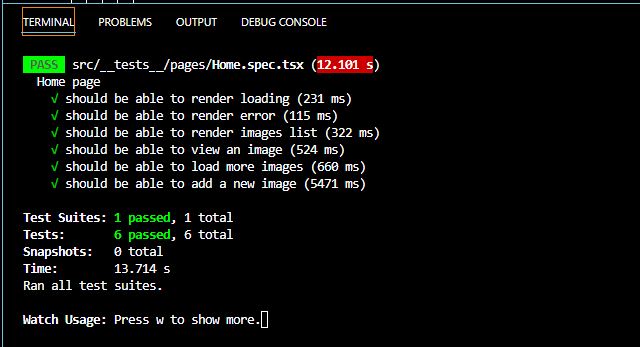 TERMINAL PROBLEMS OUTPUT DEBUG CONSOLE
PASS src/__tests__/pages/Home.spec.tsx (12.101 s)
Home page
√ should be able to render loading (231 ms)
√ should be able to render error (115 ms)
√ should be able to render images list (322 ms)
√ should be able to view an image (524 ms)
√ should be able to load more images (660 ms)
√ should be able to add a new image (5471 ms)
Test Suites: 1 passed, 1 total
Tests: 6 passed, 6 total
Snapshots: 0 total
Time: 13.714 s
Ran all test suites.
Watch Usage: Press w to show more.